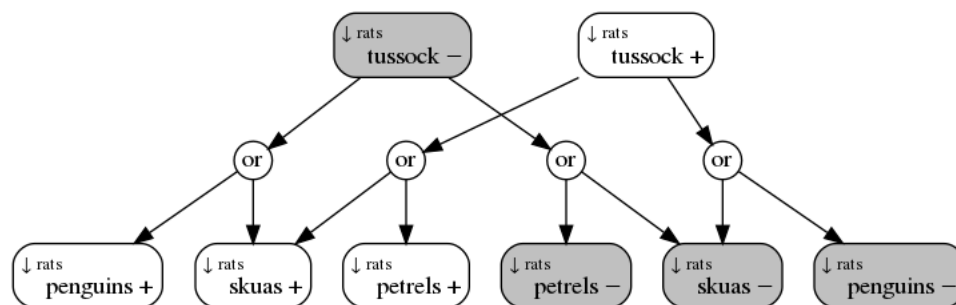 ↓ rats
tussock −
↓ rats
tussock +
or
or
or
or
↓ rats
penguins +
↓ rats
skuas +
↓ rats
petrels +
↓ rats
petrels −
↓ rats
skuas −
↓ rats
penguins −